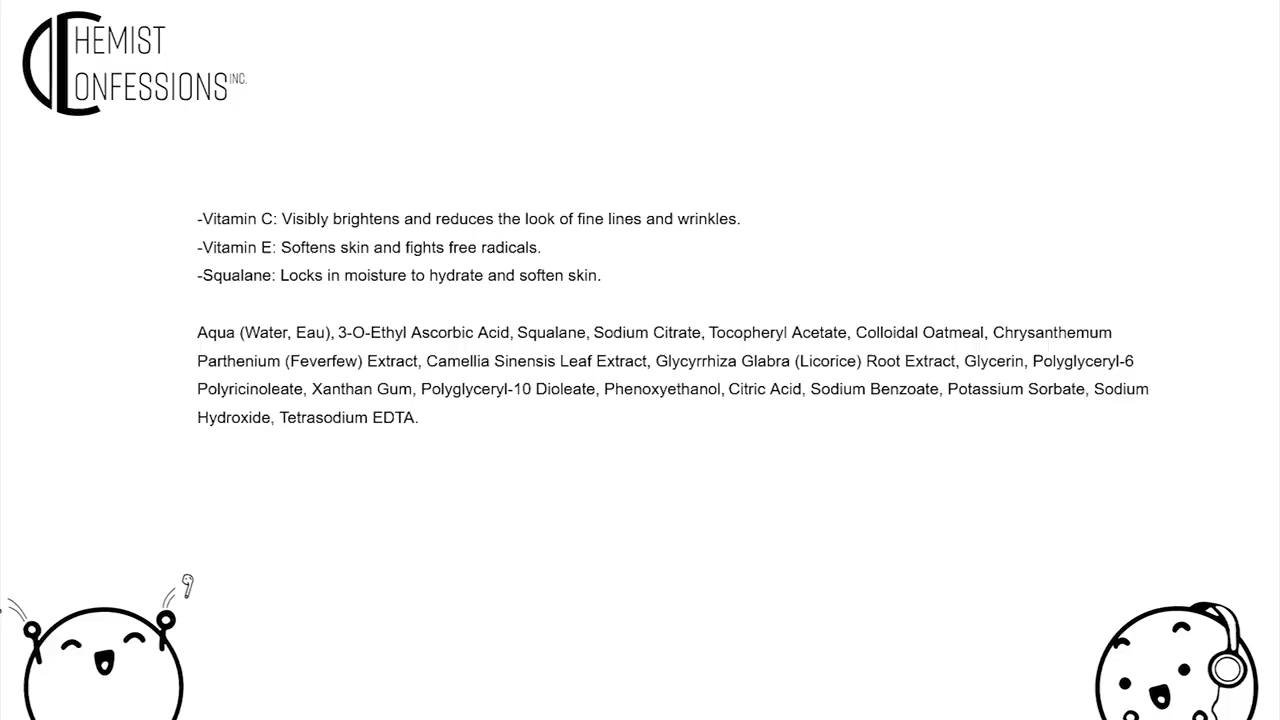 CHEMIST
CONFESSIONS INC.
-Vitamin C: Visibly brightens and reduces the look of fine lines and wrinkles.
-Vitamin E: Softens skin and fights free radicals.
-Squalane: Locks in moisture to hydrate and soften skin.
Aqua (Water, Eau), 3-O-Ethyl Ascorbic Acid, Squalane, Sodium Citrate, Tocopheryl Acetate, Colloidal Oatmeal, Chrysanthemum
Parthenium (Feverfew) Extract, Camellia Sinensis Leaf Extract, Glycyrrhiza Glabra (Licorice) Root Extract, Glycerin, Polyglyceryl-6
Polyricinoleate, Xanthan Gum, Polyglyceryl-10 Dioleate, Phenoxyethanol, Citric Acid, Sodium Benzoate, Potassium Sorbate, Sodium
Hydroxide, Tetrasodium EDTA.